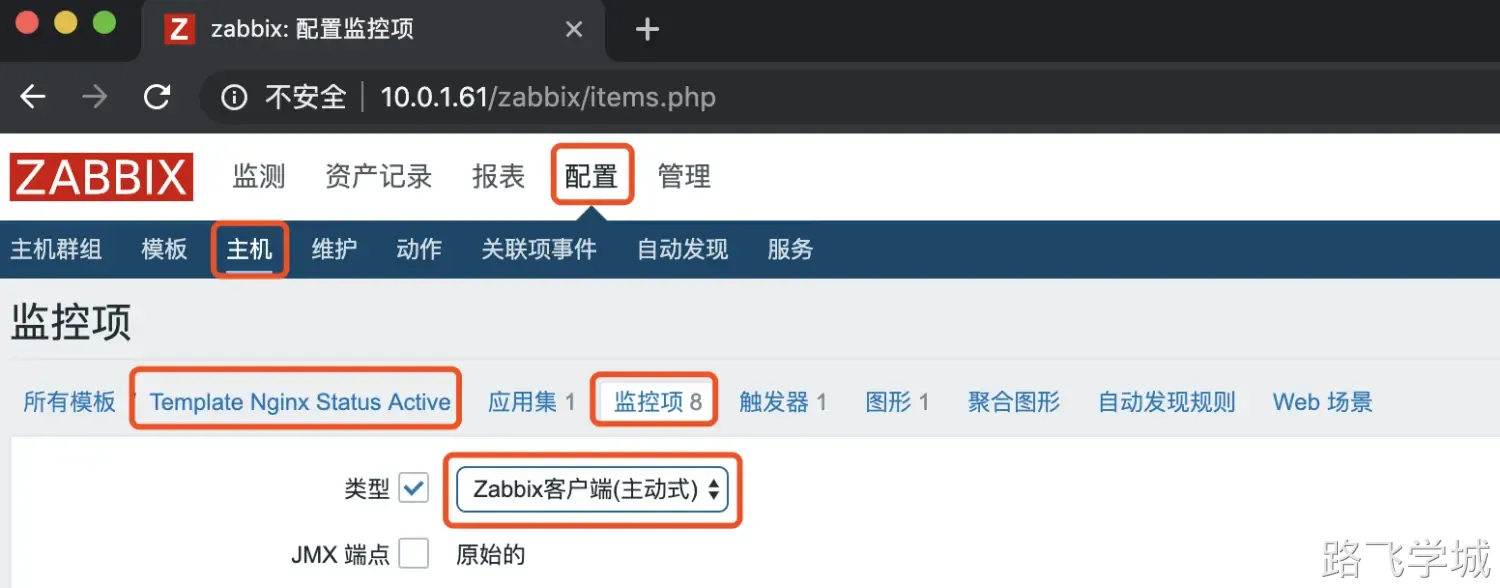 Z zabbix: 配置监控项
不安全 | 10.0.1.61/zabbix/items.php
ZABBIX 监测 资产记录 报表 配置 管理
主机群组 模板 主机 维护 动作 关联项事件 自动发现 服务
监控项
所有模板 / Template Nginx Status Active 应用集 1 监控项 8 触发器 1 图形 1 聚合图形 自动发现规则 Web 场景
类型 Zabbix客户端(主动式)
JMX 端点 原始的
路飞学城